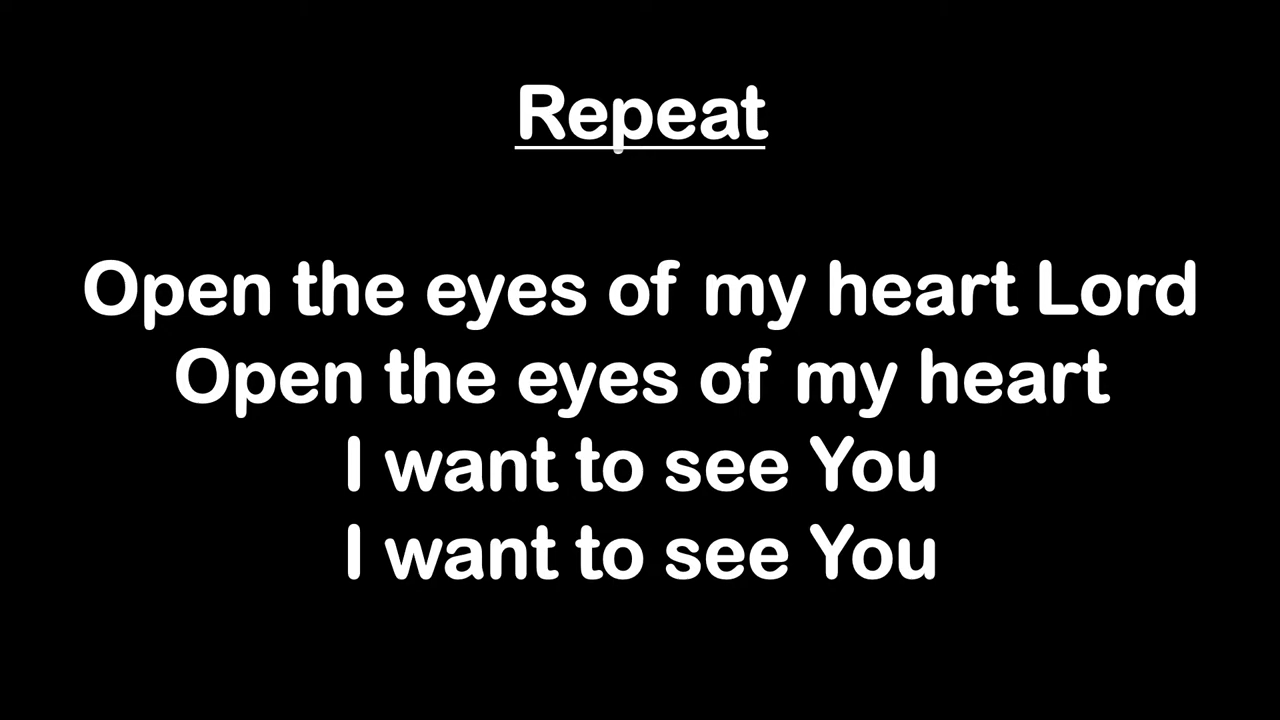 Repeat
Open the eyes of my heart Lord
Open the eyes of my heart
I want to see You
I want to see You